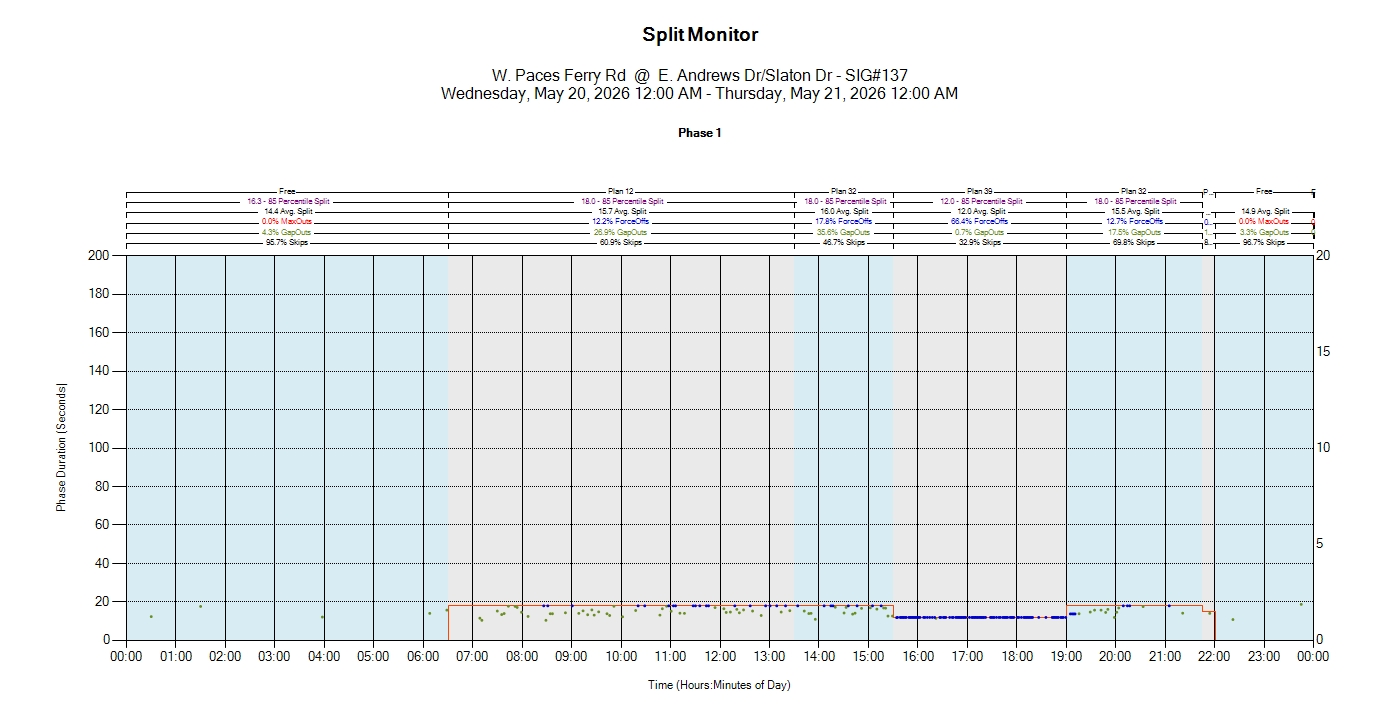 Split Monitor
W. Paces Ferry Rd @ E. Andrews Dr/Slaton Dr - SIG#137
Wednesday, May 20, 2026 12:00 AM - Thursday, May 21, 2026 12:00 AM
Phase 1
Free Plan 12 Plan 32 Plan 39 Plan 32 P... Free F
16.3 - 85 Percentile Split 18.0 - 85 Percentile Split 18.0 - 85 Percentile Split 12.0 - 85 Percentile Split 18.0 - 85 Percentile Split
14.4 Avg. Split 15.7 Avg. Split 16.0 Avg. Split 12.0 Avg. Split 15.5 Avg. Split ... 14.9 Avg. Split
0.0% MaxOuts 12.2% ForceOffs 17.8% ForceOffs 66.4% ForceOffs 12.7% ForceOffs 0... 0.0% MaxOuts
4.3% GapOuts 26.9% GapOuts 35.6% GapOuts 0.7% GapOuts 17.5% GapOuts 1... 3.3% GapOuts
95.7% Skips 60.9% Skips 46.7% Skips 32.9% Skips 69.8% Skips 8... 96.7% Skips
200 20
180
160
15
140
120
100 10
80
60
5
40
20
0 0
00:00 01:00 02:00 03:00 04:00 05:00 06:00 07:00 08:00 09:00 10:00 11:00 12:00 13:00 14:00 15:00 16:00 17:00 18:00 19:00 20:00 21:00 22:00 23:00 00:00
Phase Duration (Seconds)
Time (Hours:Minutes of Day)